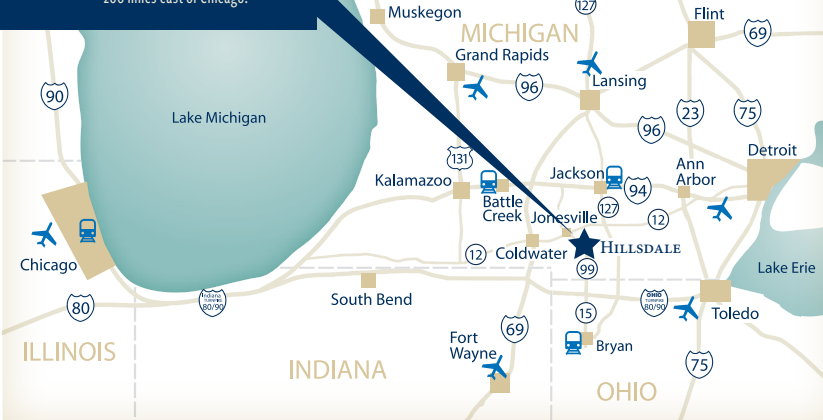 200 miles east of Chicago.
Muskegon
127
Flint
MICHIGAN
69
Grand Rapids
90
96
Lansing
Lake Michigan
23
75
96
Detroit
131
Kalamazoo
Jackson
94
Ann
Arbor
Battle
Creek
127
Jonesville
12
Chicago
12
Coldwater
HILLSDALE
99
Lake Erie
80
Indiana
TURNPIKE
80/90
South Bend
OHIO
TURNPIKE
80/90
Toledo
15
69
Fort
Wayne
Bryan
75
ILLINOIS
INDIANA
OHIO